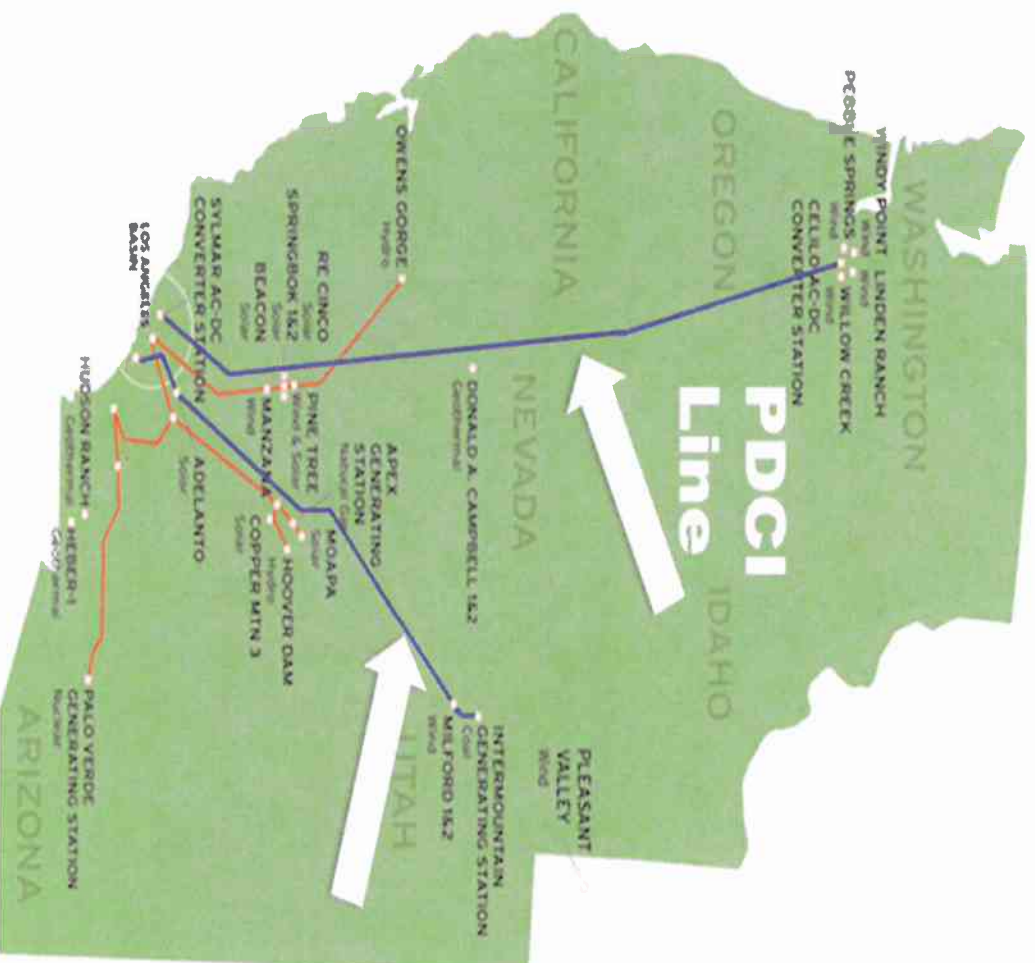 WASHINGTON
WINDY POINT
Wind
LINDEN RANCH
Wind
SPRINGS
Wind
WILLOW CREEK
Wind
CELILO AC-DC
CONVERTER STATION
OREGON
IDAHO
PDCI
Line
CALIFORNIA
NEVADA
PLEASANT
VALLEY
Wind
OWENS GORGE
Hydro
DONALD A. CAMPBELL 1&2
Geothermal
INTERMOUNTAIN
GENERATING STATION
Coal
MILFORD 1&2
Wind
UTAH
RE CINCO
Solar
SPRINGBOK 1&2
Solar
BEACON
Solar
PINE TREE
Wind & Solar
MANZANA
Wind
APEX
GENERATING
STATION
Natural Gas
MOAPA
Solar
HOOVER DAM
Hydro
COPPER MTN 3
Solar
SYLMAR AC-DC
CONVERTER STATION
ADELANTO
Solar
LOS ANGELES
BASIN
HUDSON RANCH
Geothermal
HEBER-1
Geothermal
PALO VERDE
GENERATING STATION
Nuclear
ARIZONA